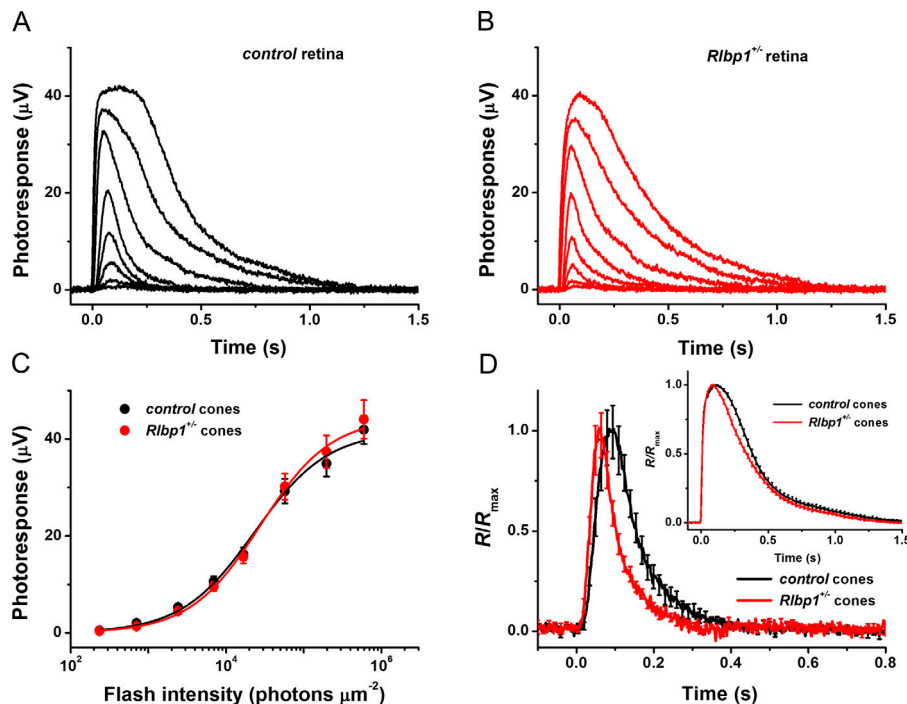 A
control retina
Photoresponse (μV)
40
20
0
0.0 0.5 1.0 1.5
Time (s)
B
Rlbp1+/- retina
Photoresponse (μV)
40
20
0
0.0 0.5 1.0 1.5
Time (s)
C
control cones
Rlbp1+/- cones
Photoresponse (μV)
40
20
0
10² 10⁴ 10⁶
Flash intensity (photons μm⁻²)
D
R/Rmax
1.0
0.5
0.0
0.0 0.2 0.4 0.6 0.8
Time (s)
control cones
Rlbp1+/- cones
R/Rmax
1.0
0.5
0.0
0.0 0.5 1.0 1.5
Time (s)
control cones
Rlbp1+/- cones